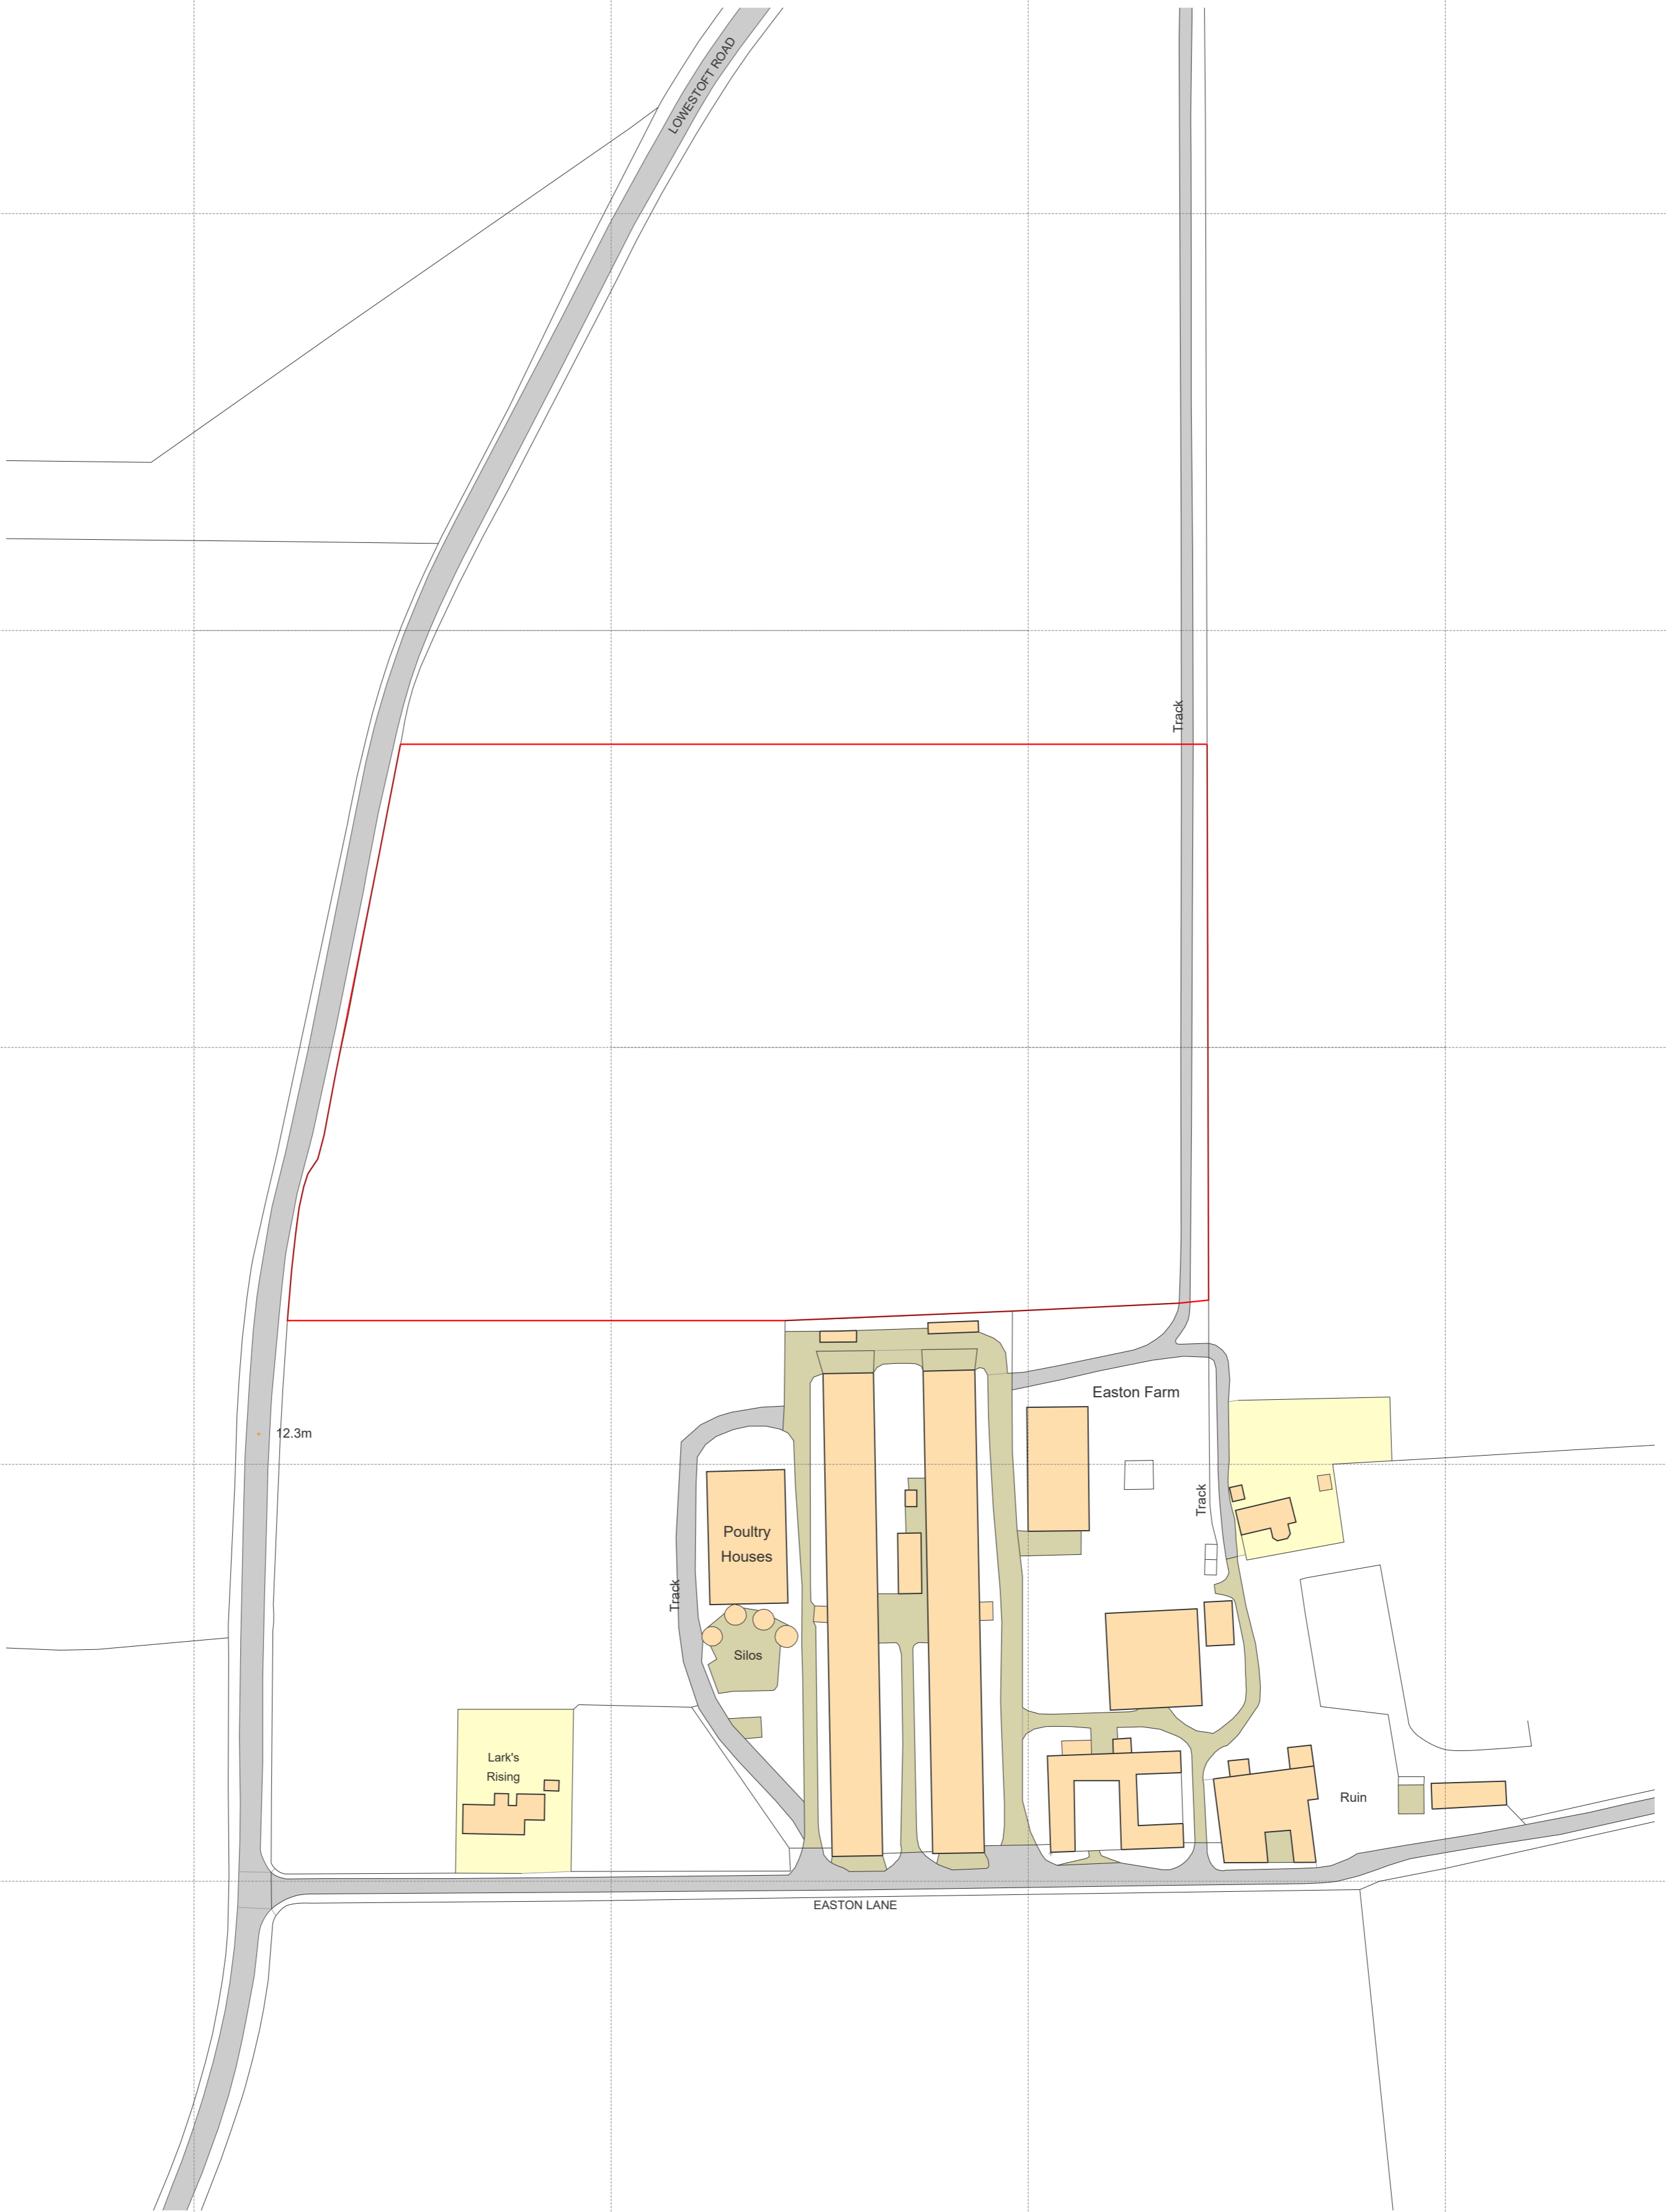 LOWESTOFT ROAD
Track
Easton Farm
12.3m
Track
Poultry
Houses
Track
Silos
Lark's
Rising
Ruin
EASTON LANE